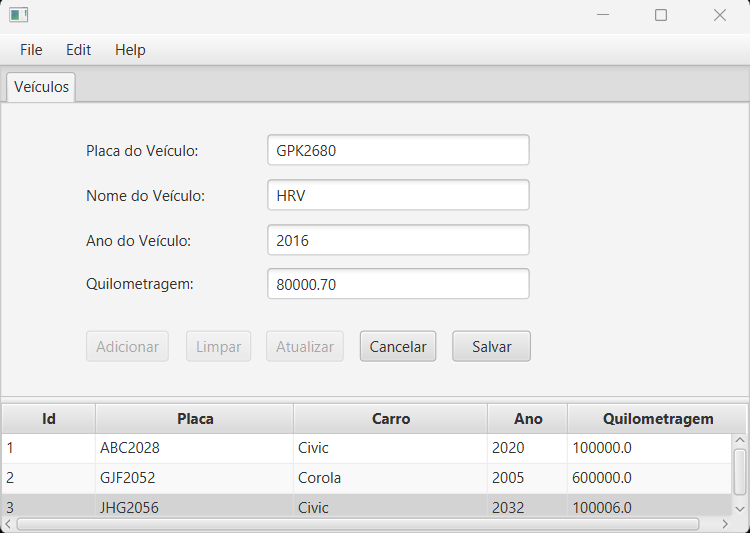 File Edit Help
Veículos
Placa do Veículo: GPK2680
Nome do Veículo: HRV
Ano do Veículo: 2016
Quilometragem: 80000.70
Adicionar Limpar Atualizar Cancelar Salvar
Id Placa Carro Ano Quilometragem
1 ABC2028 Civic 2020 100000.0
2 GJF2052 Corola 2005 600000.0
3 JHG2056 Civic 2032 100006.0